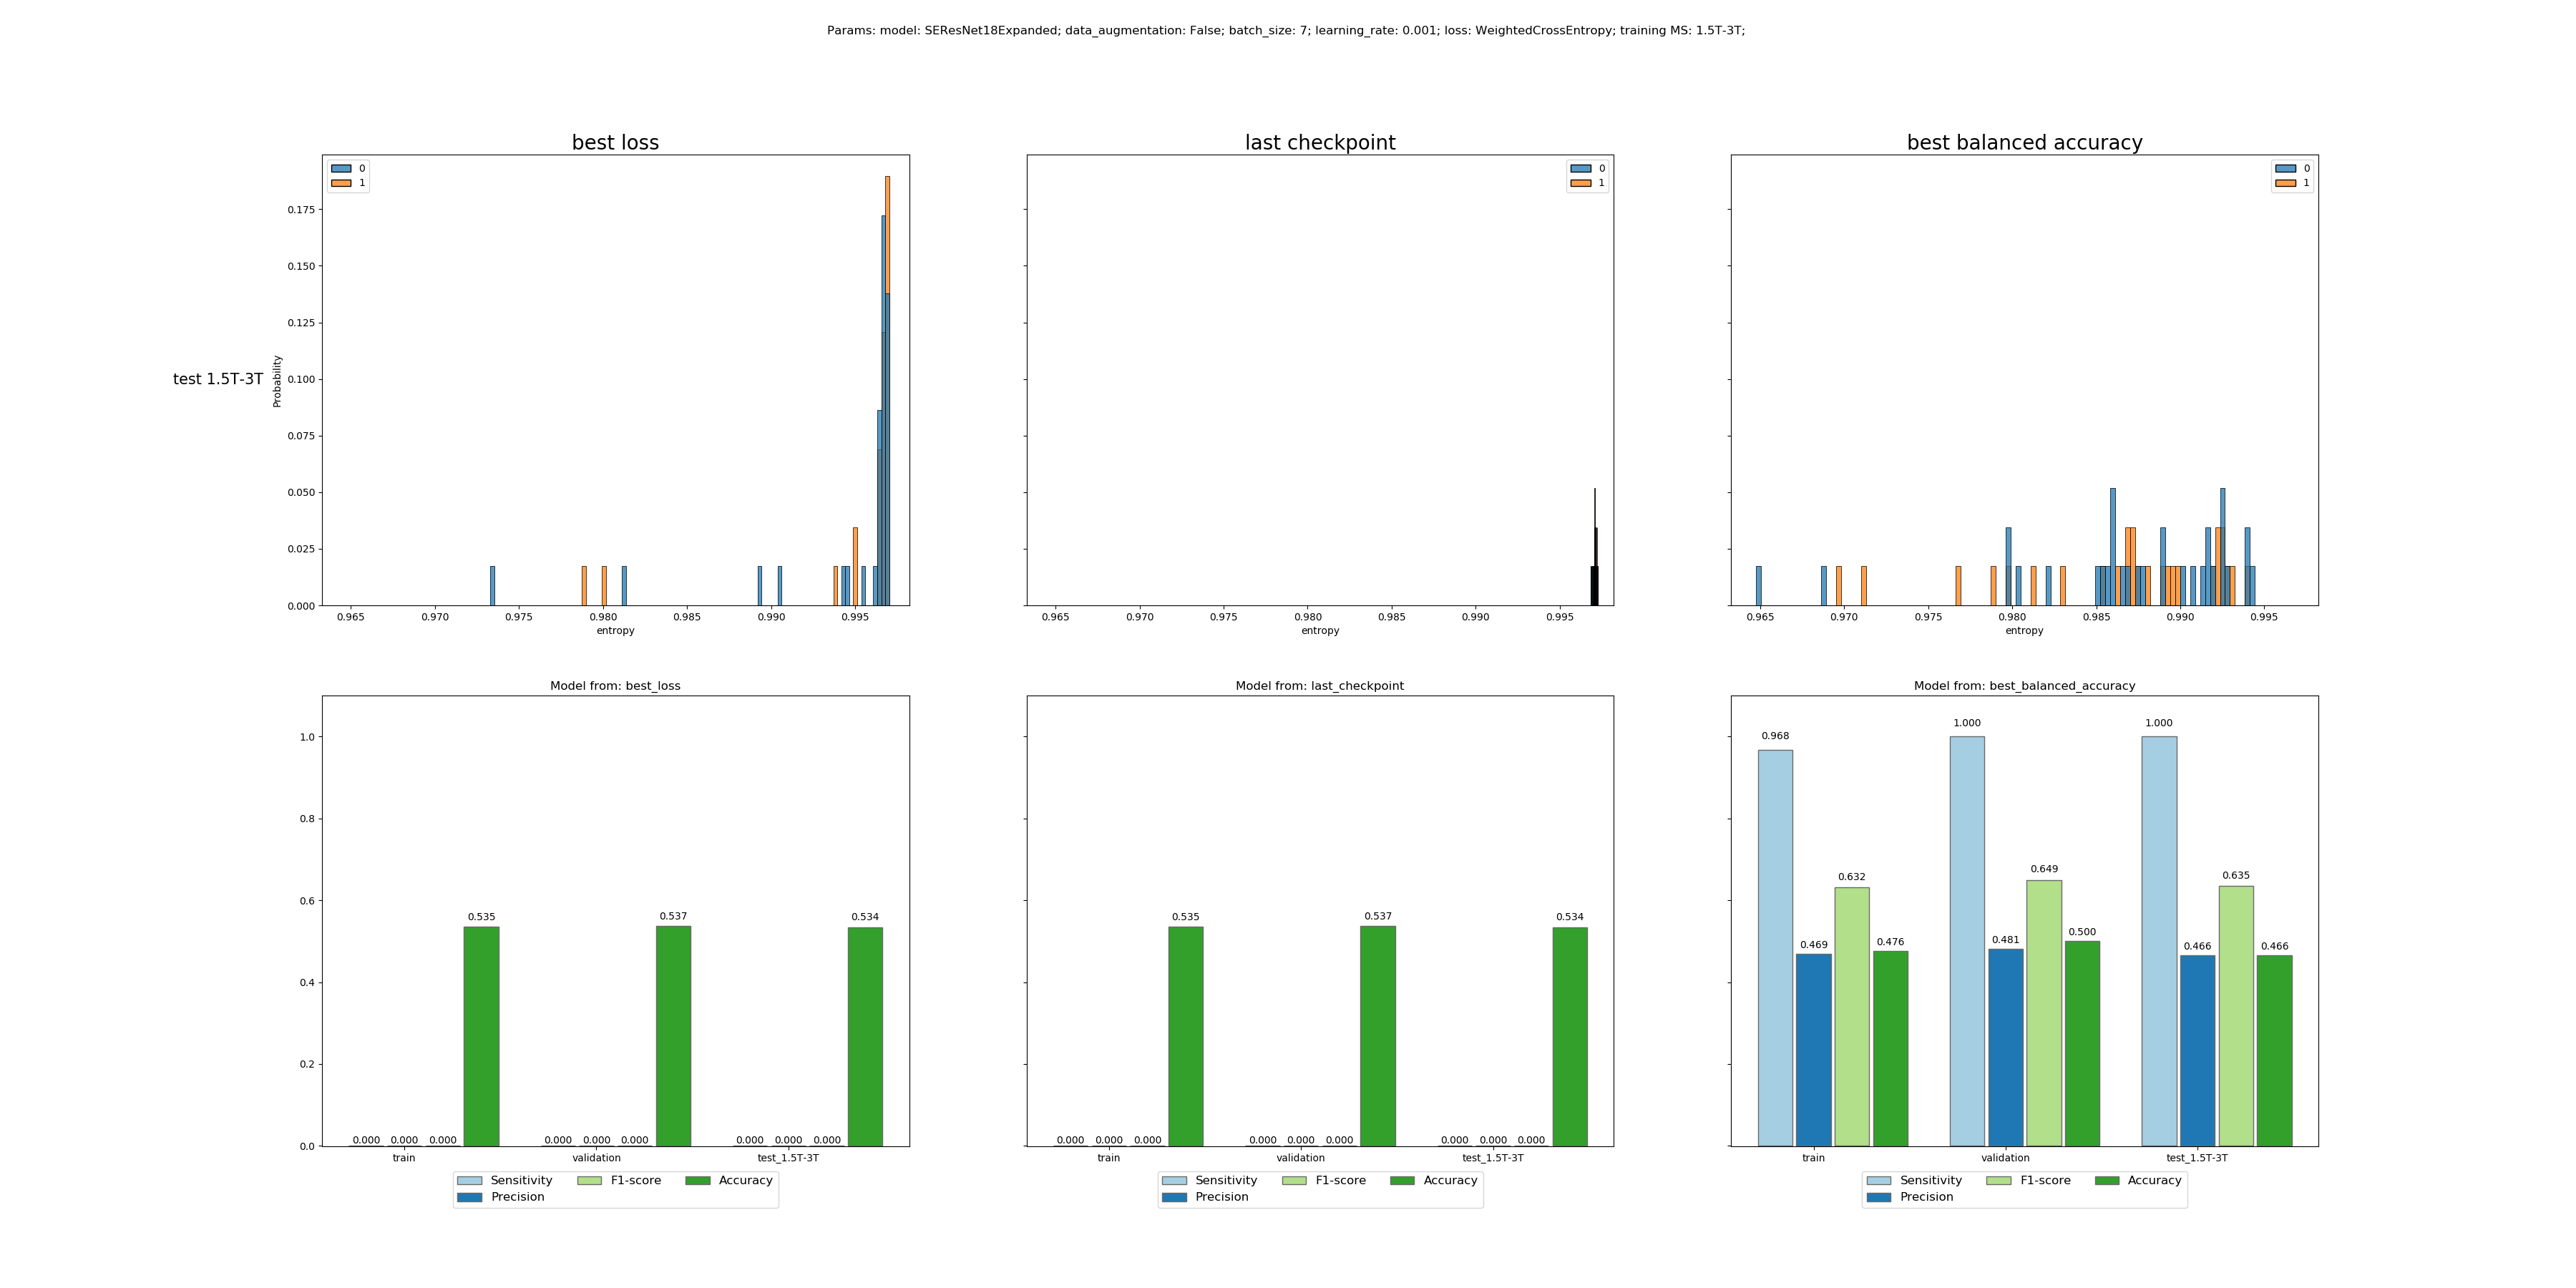 Params: model: SEResNet18Expanded; data_augmentation: False; batch_size: 7; learning_rate: 0.001; loss: WeightedCrossEntropy; training MS: 1.5T-3T;
best loss
0
1
test 1.5T-3T
Probability
0.175
0.150
0.125
0.100
0.075
0.050
0.025
0.000
0.965 0.970 0.975 0.980 0.985 0.990 0.995
entropy
last checkpoint
0
1
0.965 0.970 0.975 0.980 0.985 0.990 0.995
entropy
best balanced accuracy
0
1
0.965 0.970 0.975 0.980 0.985 0.990 0.995
entropy
Model from: best_loss
1.0
0.8
0.6
0.4
0.2
0.0
0.535 0.537 0.534
0.000 0.000 0.000 0.000 0.000 0.000 0.000 0.000 0.000
train validation test_1.5T-3T
Sensitivity F1-score Accuracy
Precision
Model from: last_checkpoint
0.535 0.537 0.534
0.000 0.000 0.000 0.000 0.000 0.000 0.000 0.000 0.000
train validation test_1.5T-3T
Sensitivity F1-score Accuracy
Precision
Model from: best_balanced_accuracy
0.968 0.469 0.632 0.476
1.000 0.481 0.649 0.500
1.000 0.466 0.635 0.466
train validation test_1.5T-3T
Sensitivity F1-score Accuracy
Precision